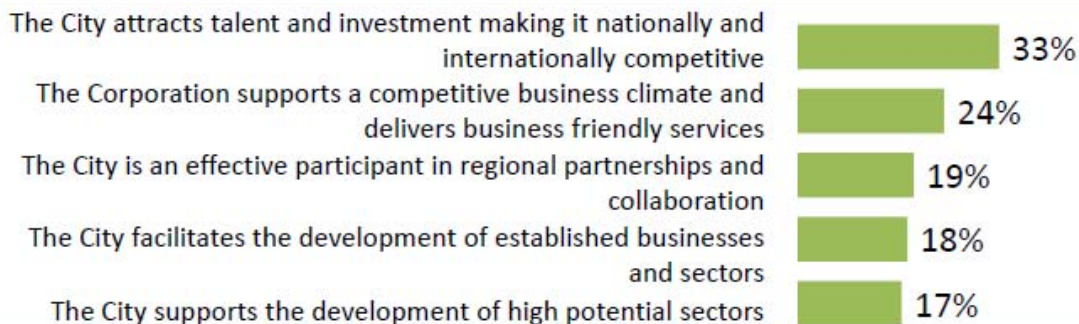 The City attracts talent and investment making it nationally and
internationally competitive
33%
The Corporation supports a competitive business climate and
delivers business friendly services
24%
The City is an effective participant in regional partnerships and
collaboration
19%
The City facilitates the development of established businesses
and sectors
18%
The City supports the development of high potential sectors
17%